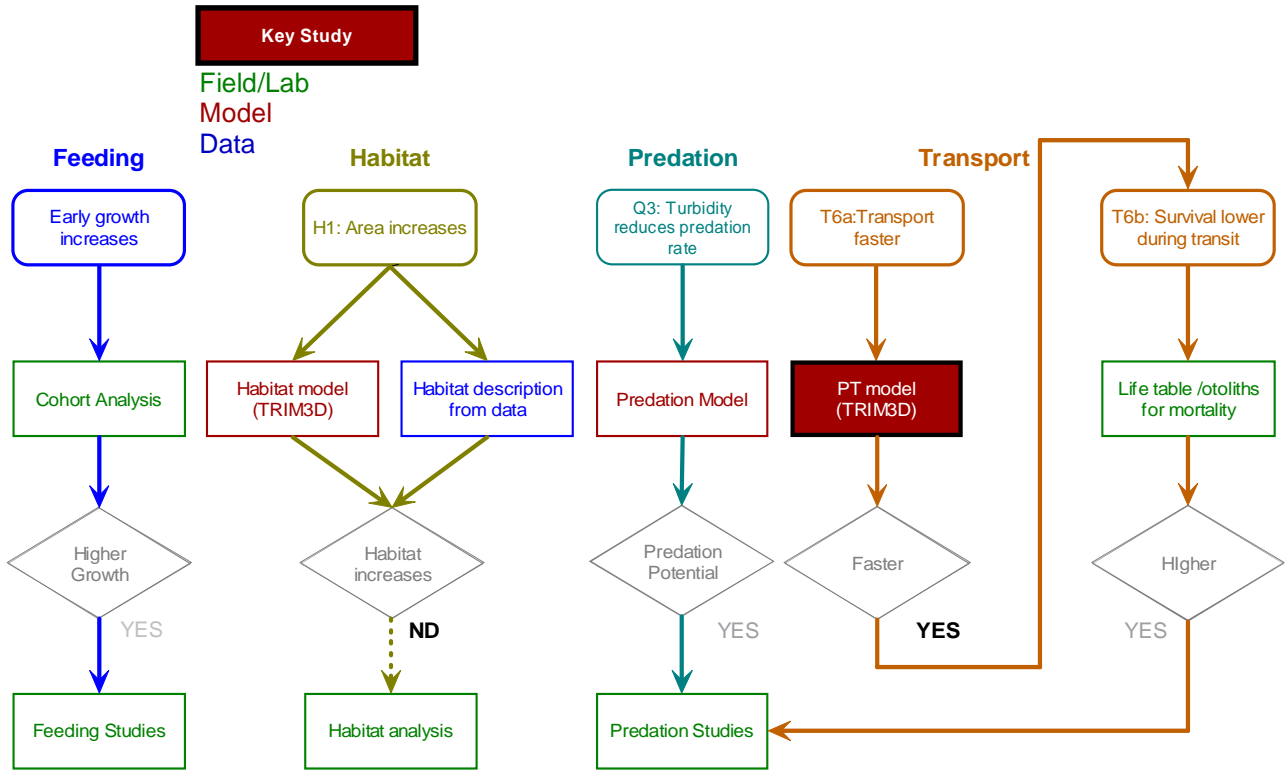 Key Study
Field/Lab
Model
Data
Feeding
Habitat
Predation
Transport
Early growth
increases
H1: Area increases
Q3: Turbidity
reduces predation
rate
T6a:Transport
faster
T6b: Survival lower
during transit
Cohort Analysis
Habitat model
(TRIM3D)
Habitat description
from data
Predation Model
PT model
(TRIM3D)
Life table /otoliths
for mortality
Higher
Growth
Habitat
increases
Predation
Potential
Faster
HIgher
YES
ND
YES
YES
YES
Feeding Studies
Habitat analysis
Predation Studies